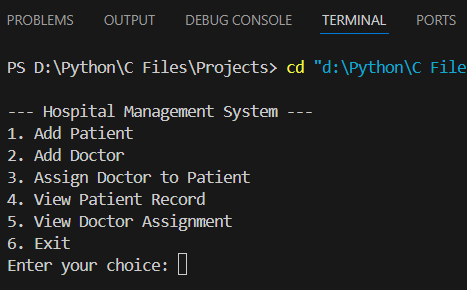 PROBLEMS OUTPUT DEBUG CONSOLE TERMINAL PORTS
PS D:\Python\C Files\Projects> cd "d:\Python\C File
--- Hospital Management System ---
1. Add Patient
2. Add Doctor
3. Assign Doctor to Patient
4. View Patient Record
5. View Doctor Assignment
6. Exit
Enter your choice: